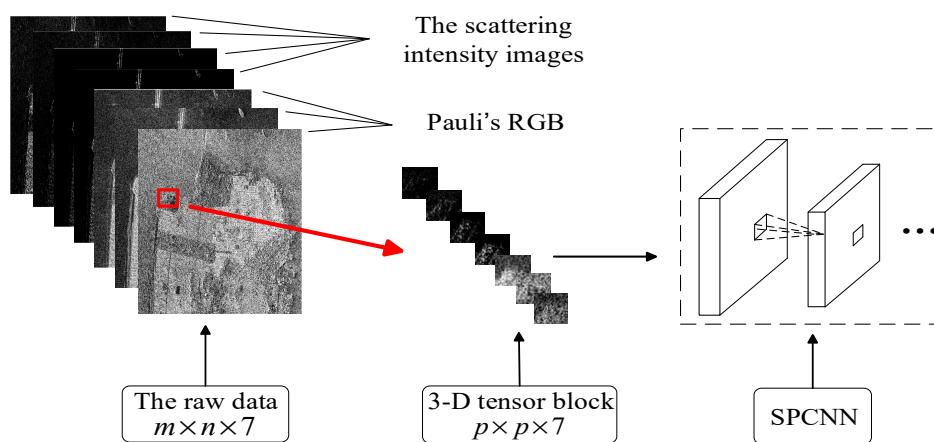 The scattering
intensity images
Pauli's RGB
...
The raw data
m×n×7
3-D tensor block
p× p×7
SPCNN